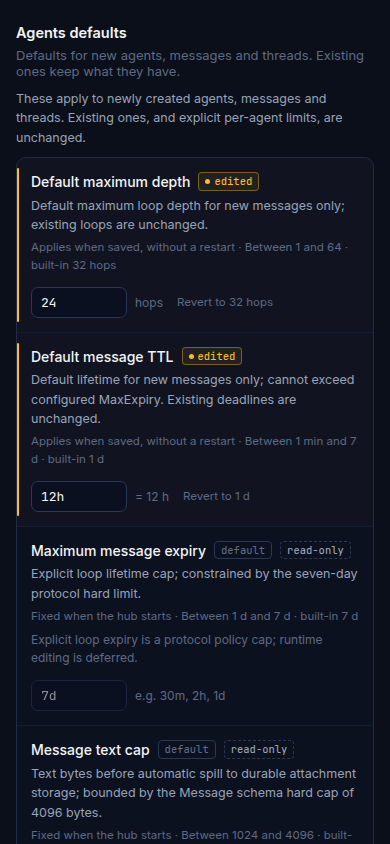 Agents defaults
Defaults for new agents, messages and threads. Existing
ones keep what they have.
These apply to newly created agents, messages and
threads. Existing ones, and explicit per-agent limits, are
unchanged.
Default maximum depth edited
Default maximum loop depth for new messages only;
existing loops are unchanged.
Applies when saved, without a restart · Between 1 and 64 ·
built-in 32 hops
24 hops Revert to 32 hops
Default message TTL edited
Default lifetime for new messages only; cannot exceed
configured MaxExpiry. Existing deadlines are
unchanged.
Applies when saved, without a restart · Between 1 min and 7
d · built-in 1 d
12h = 12 h Revert to 1 d
Maximum message expiry default read-only
Explicit loop lifetime cap; constrained by the seven-day
protocol hard limit.
Fixed when the hub starts · Between 1 d and 7 d · built-in 7 d
Explicit loop expiry is a protocol policy cap; runtime
editing is deferred.
7d e.g. 30m, 2h, 1d
Message text cap default read-only
Text bytes before automatic spill to durable attachment
storage; bounded by the Message schema hard cap of
4096 bytes.
Fixed when the hub starts · Between 1024 and 4096 · built-